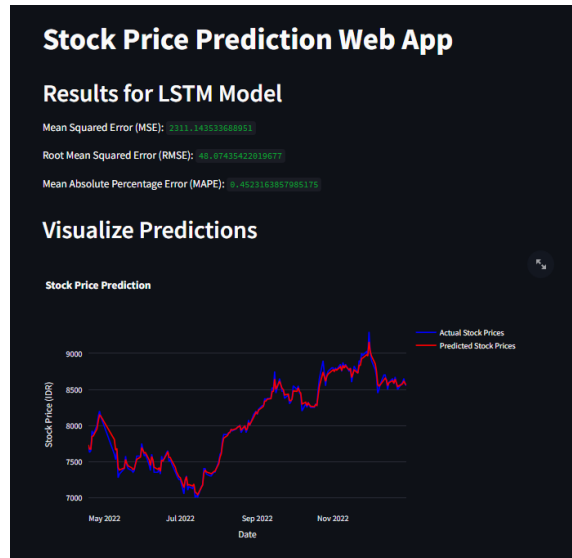 Stock Price Prediction Web App
Results for LSTM Model
Mean Squared Error (MSE): 2311.143533688951
Root Mean Squared Error (RMSE): 48.07435422019677
Mean Absolute Percentage Error (MAPE): 0.4523163857985175
Visualize Predictions
Stock Price Prediction
Actual Stock Prices
Predicted Stock Prices
Stock Price (IDR)
9000
8500
8000
7500
7000
May 2022
Jul 2022
Sep 2022
Nov 2022
Date